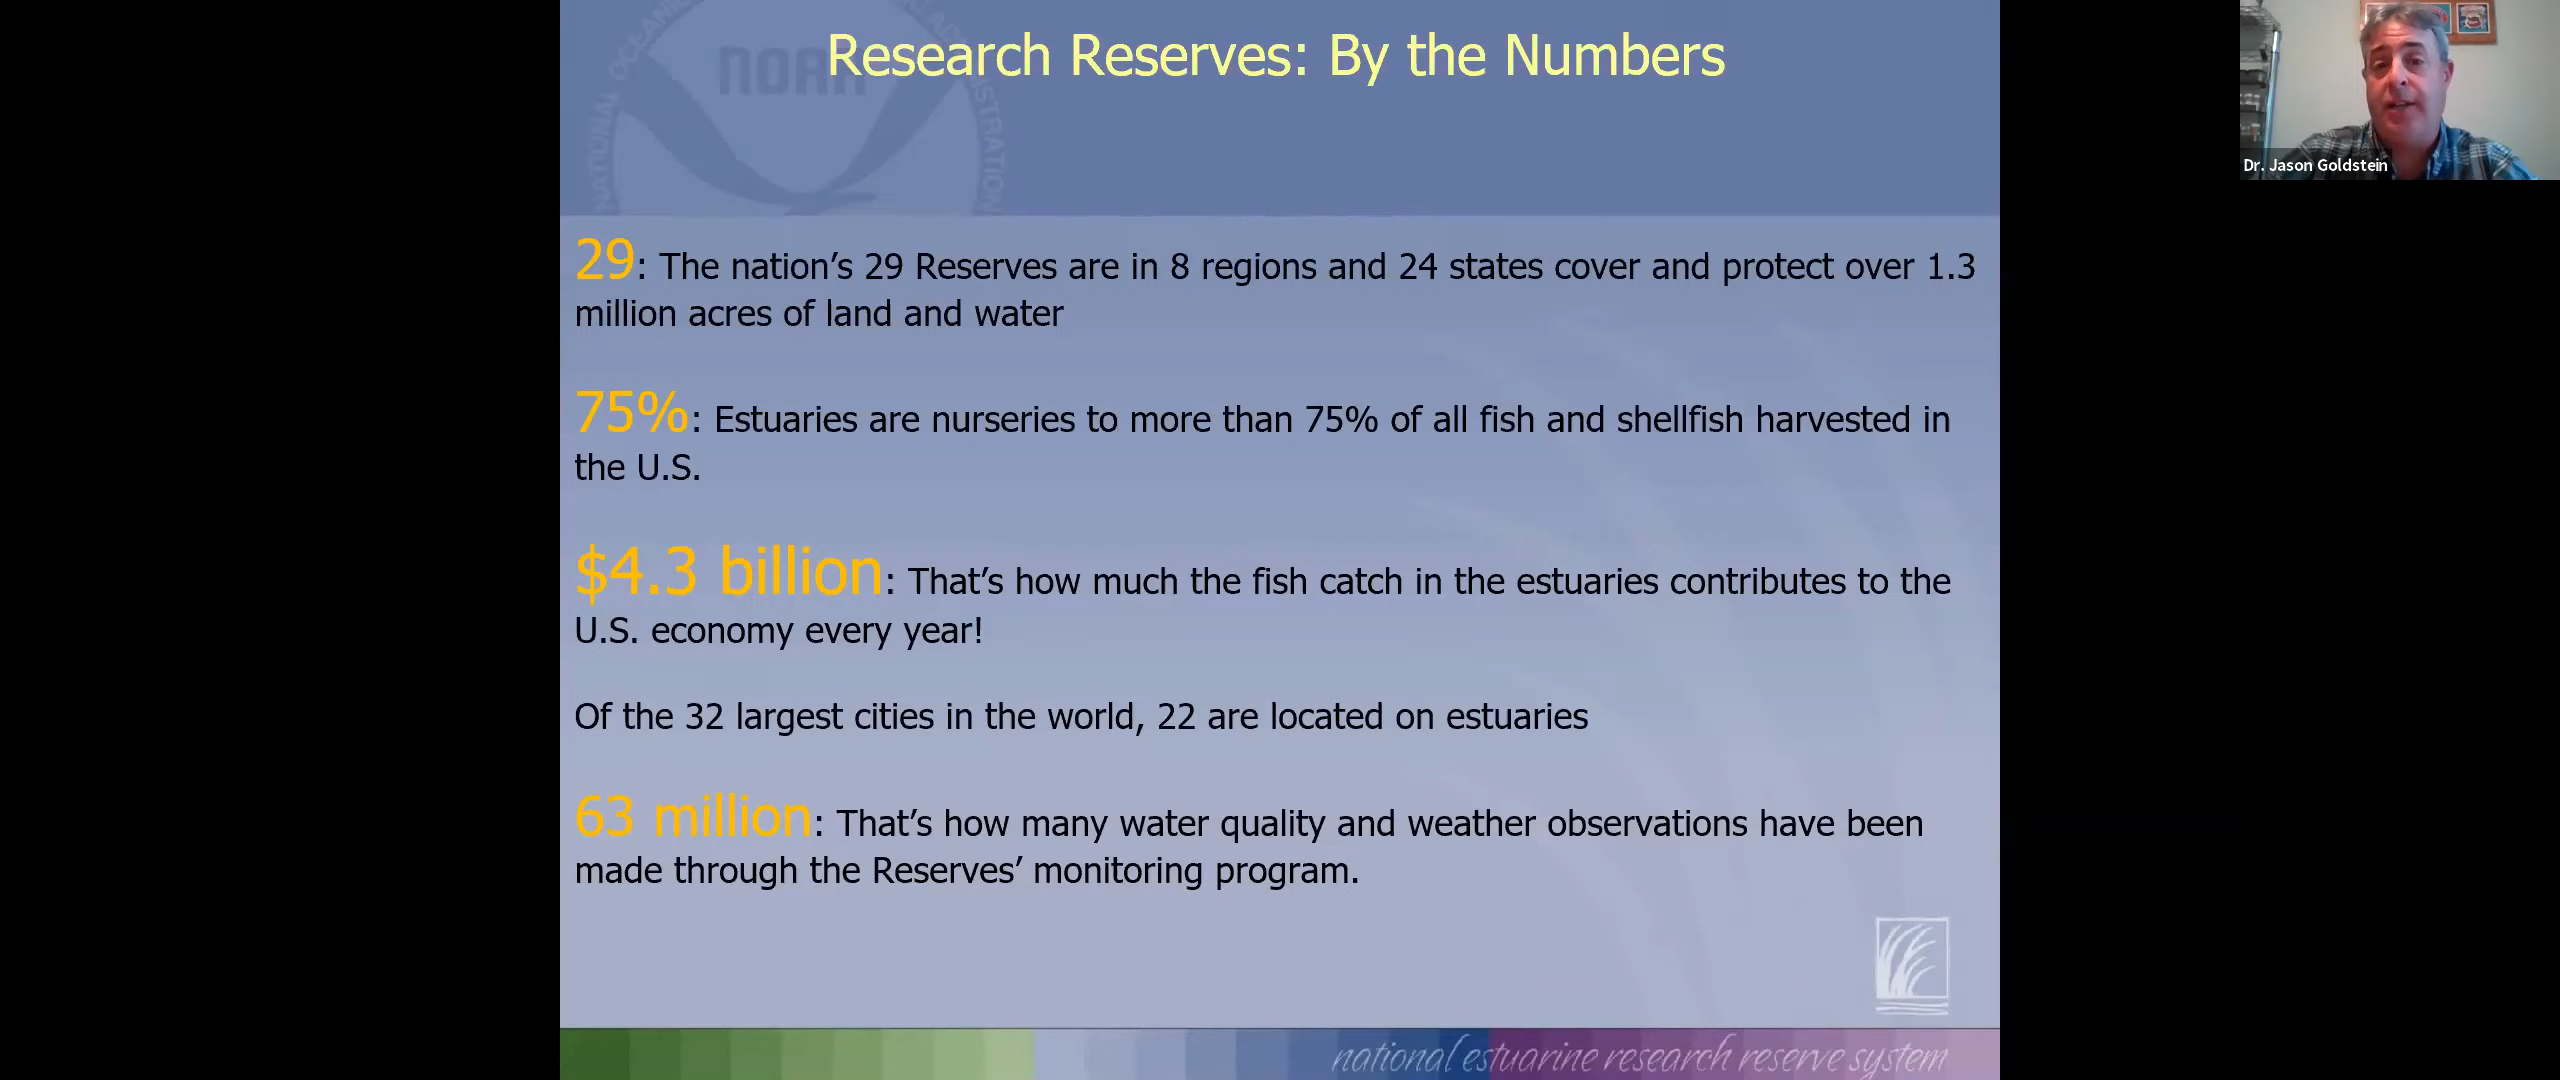 Research Reserves: By the Numbers
NATIONAL OCEANIC
NOAA
29: The nation’s 29 Reserves are in 8 regions and 24 states cover and protect over 1.3
million acres of land and water
75%: Estuaries are nurseries to more than 75% of all fish and shellfish harvested in
the U.S.
$4.3 billion: That’s how much the fish catch in the estuaries contributes to the
U.S. economy every year!
Of the 32 largest cities in the world, 22 are located on estuaries
63 million: That’s how many water quality and weather observations have been
made through the Reserves’ monitoring program.
national estuarine research reserve system
Dr. Jason Goldstein